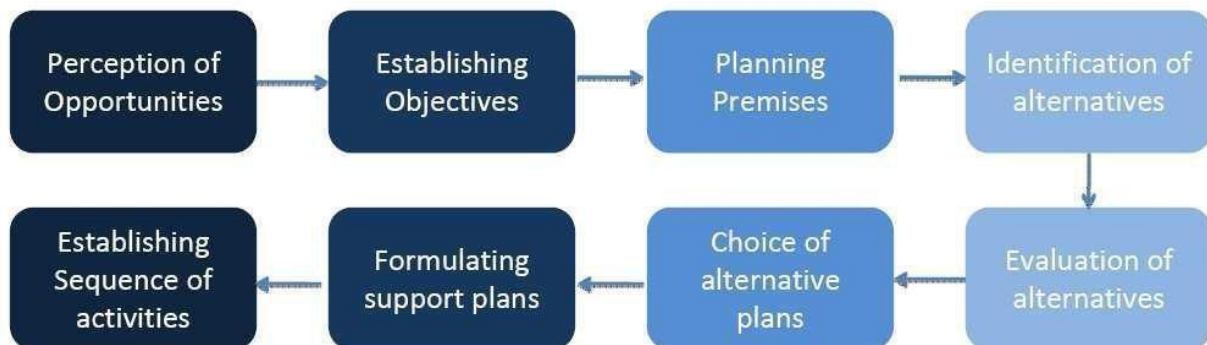 Perception of
Opportunities
Establishing
Objectives
Planning
Premises
Identification of
alternatives
Evaluation of
alternatives
Choice of
alternative
plans
Formulating
support plans
Establishing
Sequence of
activities